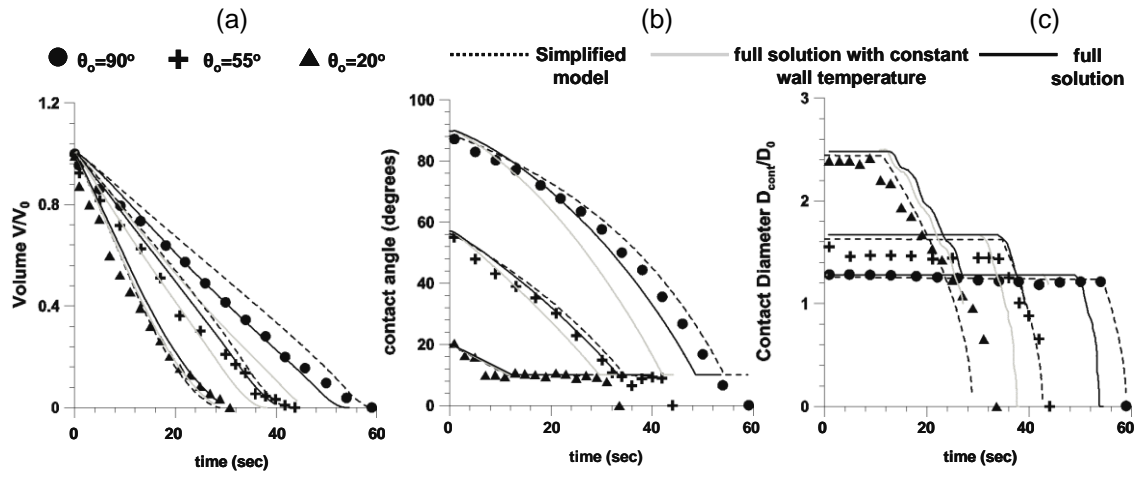 (a) (b) (c)
θo=90º θo=55º θo=20º Simplified model full solution with constant wall temperature full solution
Volume V/V0
1.2
0.8
0.4
0
0 20 40 60
time (sec)
contact angle (degrees)
100
80
60
40
20
0
0 20 40 60
time (sec)
Contact Diameter Dcont/D0
3
2
1
0
0 20 40 60
time (sec)